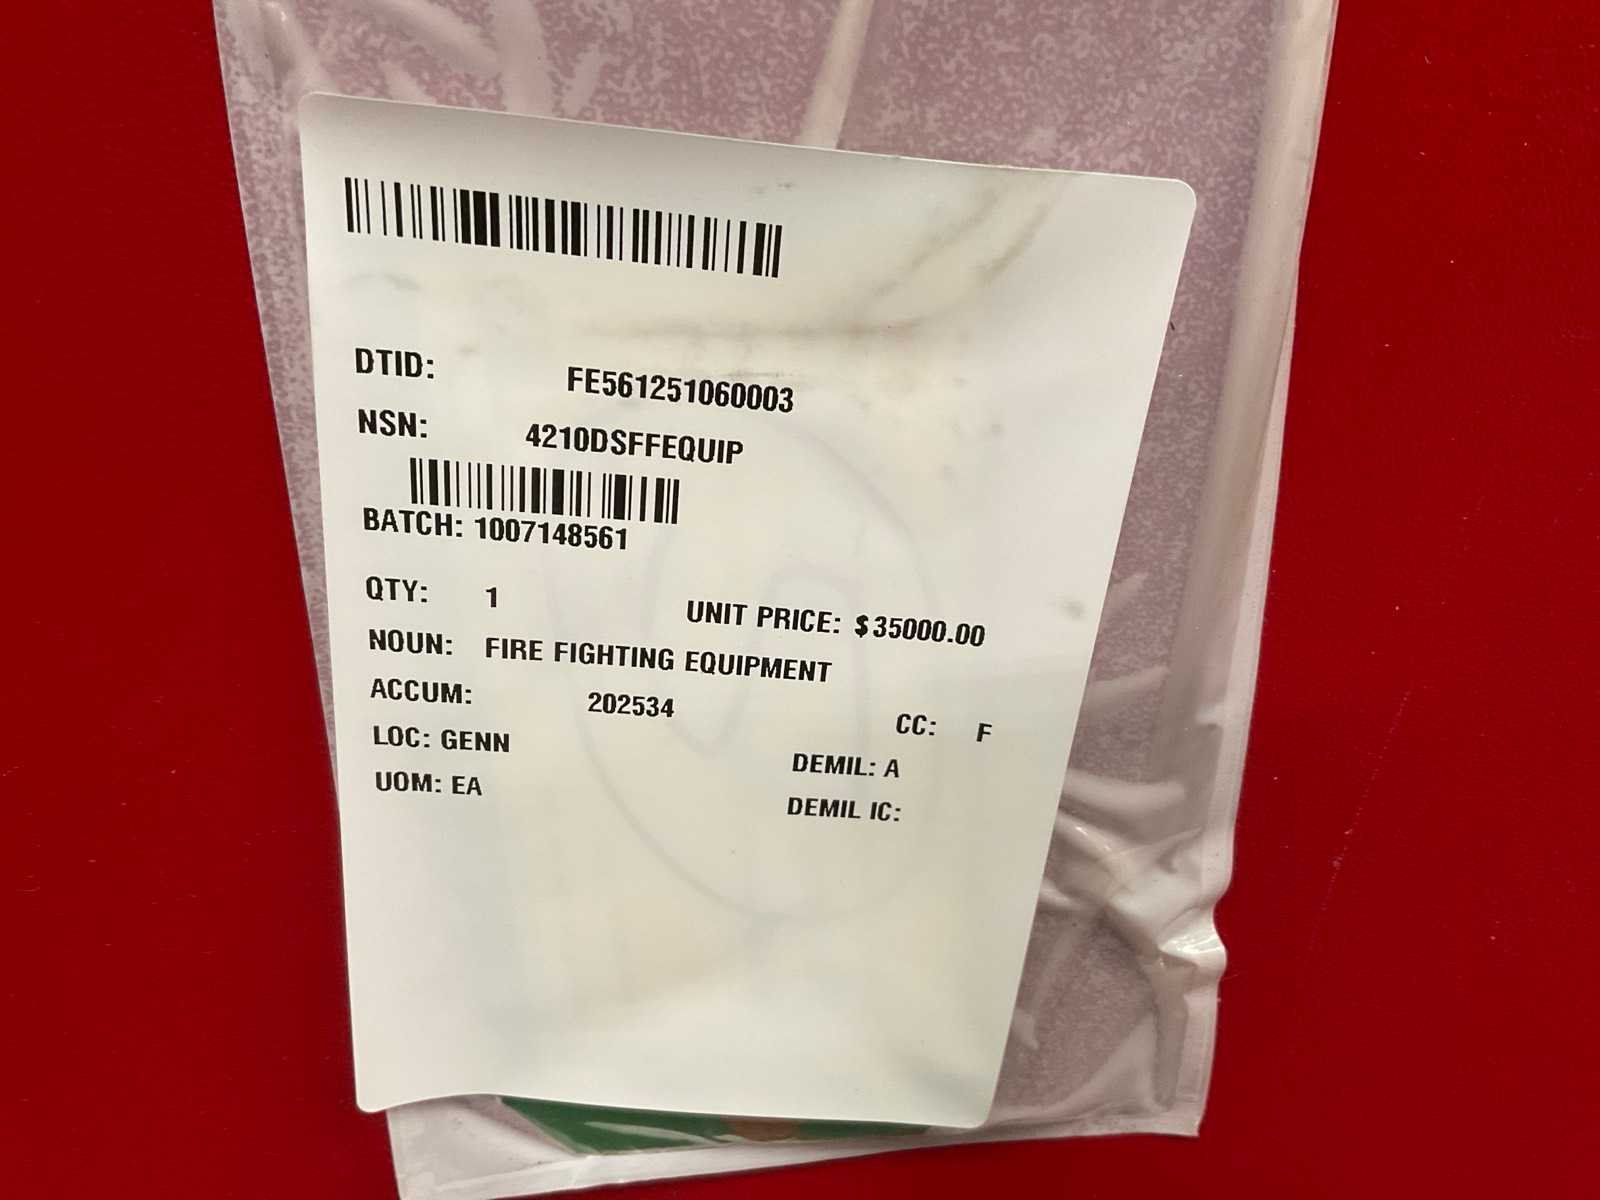 DTID: FE561251060003
NSN: 4210DSFFEQUIP
BATCH: 1007148561
QTY: 1 UNIT PRICE: $35000.00
NOUN: FIRE FIGHTING EQUIPMENT
ACCUM: 202534 CC: F
LOC: GENN DEMIL: A
UOM: EA DEMIL IC: